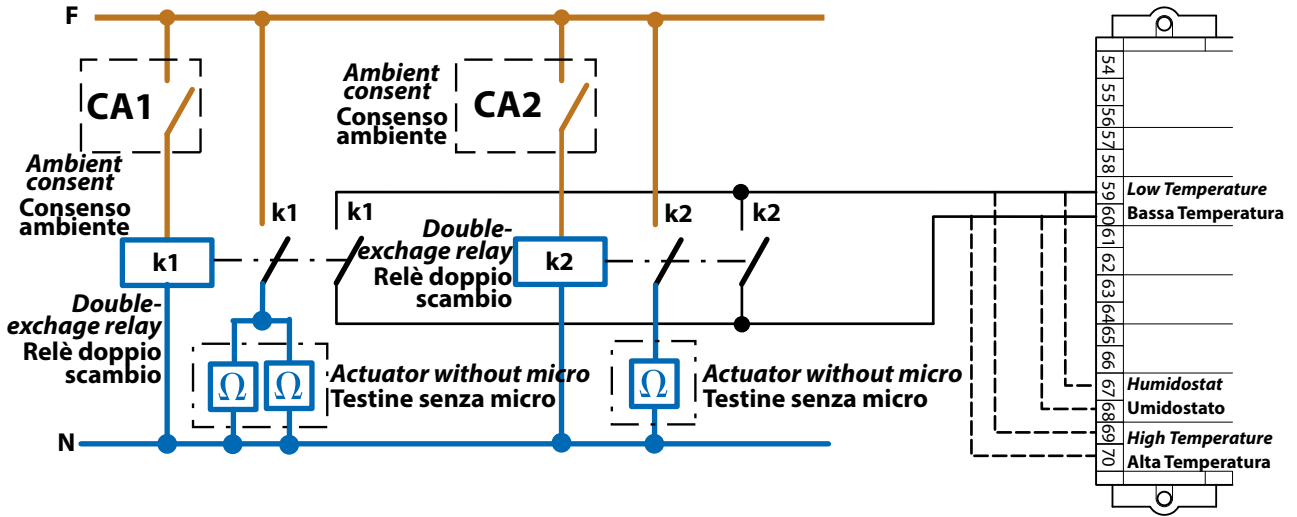 F
CA1
Ambient
consent
Consenso
ambiente
k1
Double-
exchage relay
Relè doppio
scambio
k1
k1
Ω
Ω
Actuator without micro
Testine senza micro
Ambient
consent
Consenso
ambiente
CA2
Double-
exchage relay
Relè doppio
scambio
k2
k2
k2
Ω
Actuator without micro
Testine senza micro
N
54
55
56
57
58
59
60
61
62
63
64
65
66
67
68
69
70
Low Temperature
Bassa Temperatura
Humidostat
Umidostato
High Temperature
Alta Temperatura